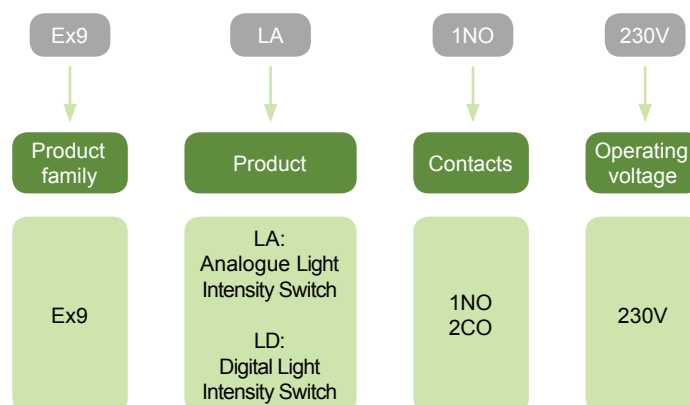 Ex9
LA
1NO
230V
Product
family
Product
Contacts
Operating
voltage
Ex9
LA:
Analogue Light
Intensity Switch
LD:
Digital Light
Intensity Switch
1NO
2CO
230V